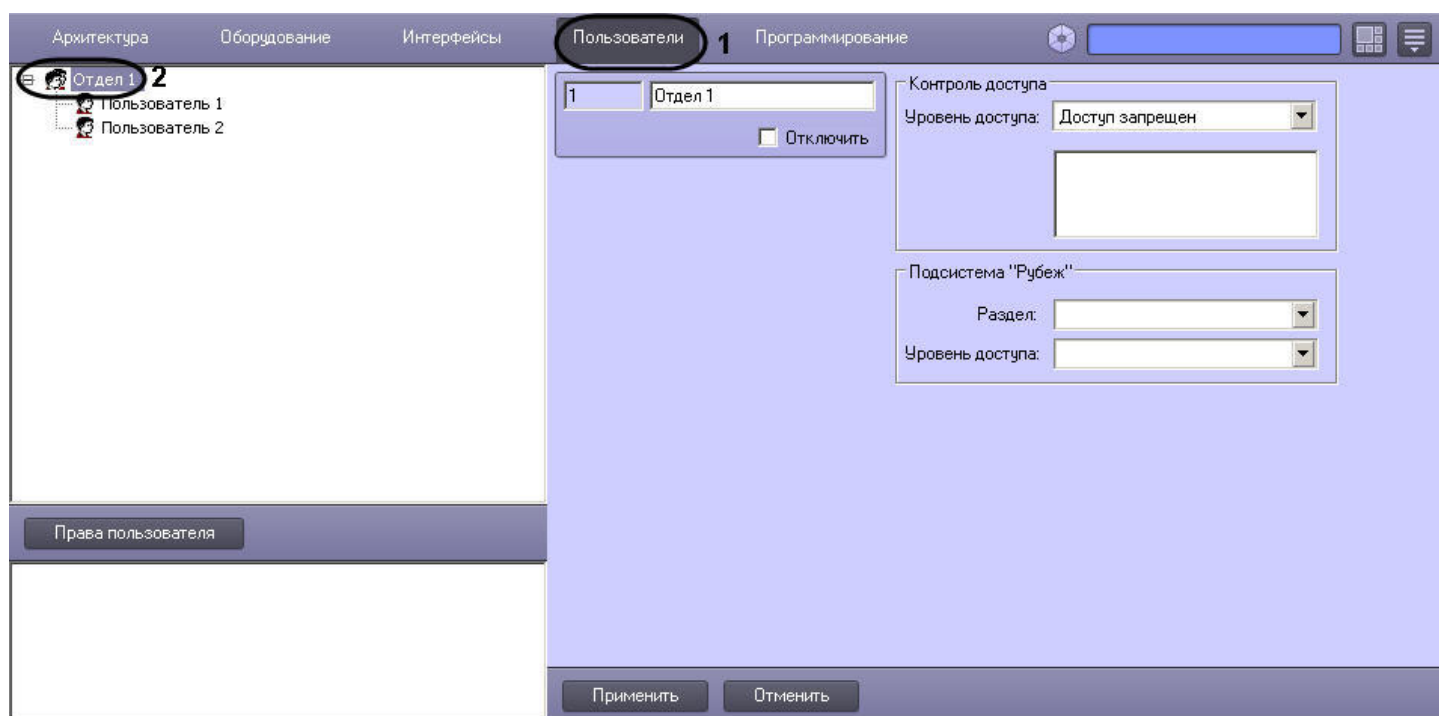 Архитектура Оборудование Интерфейсы Пользователи 1 Программирование
Отдел 1 2
Пользователь 1
Пользователь 2
1 Отдел 1
Отключить
Контроль доступа
Уровень доступа: Доступ запрещен
Подсистема "Рубеж"
Раздел:
Уровень доступа:
Права пользователя
Применить Отменить